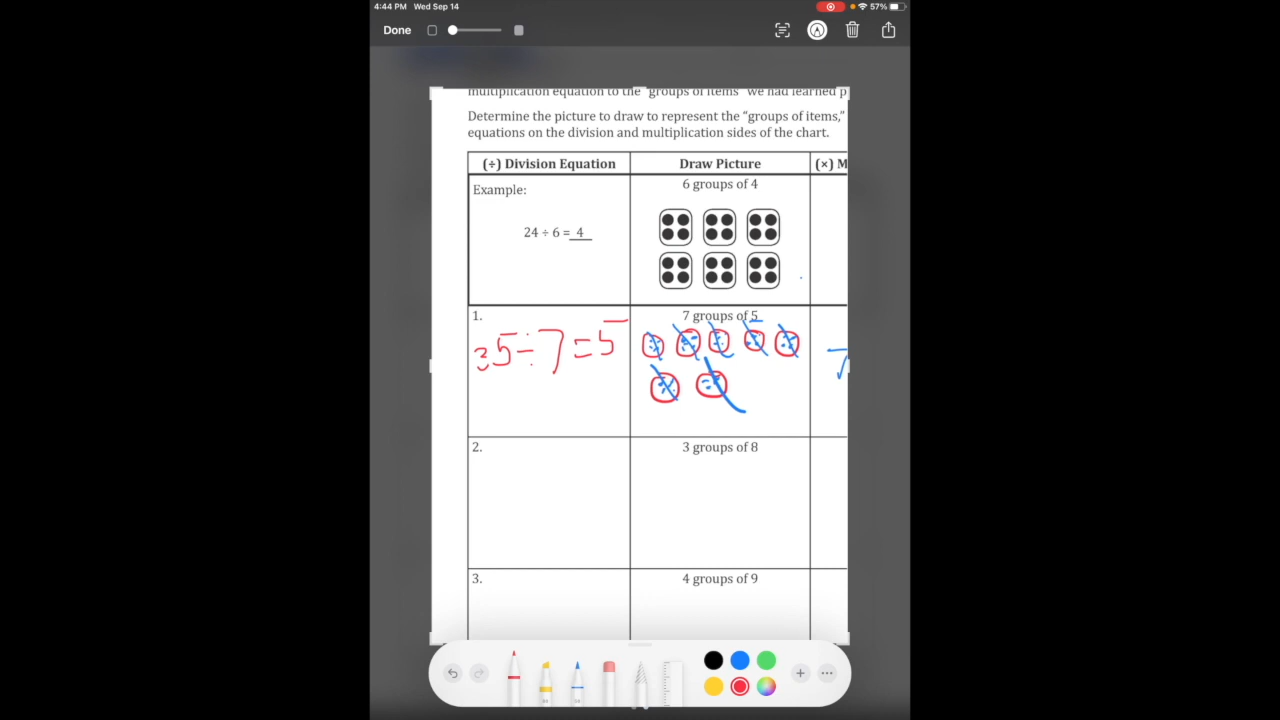 4:44 PM Wed Sep 14
57%
Done
multiplication equation to the "groups of items" we had learned p
Determine the picture to draw to represent the “groups of items,”
equations on the division and multiplication sides of the chart.
(÷) Division Equation
Draw Picture
(×) M
Example:
6 groups of 4
24 ÷ 6 = 4
1.
7 groups of 5
35÷7=5
2.
3 groups of 8
3.
4 groups of 9